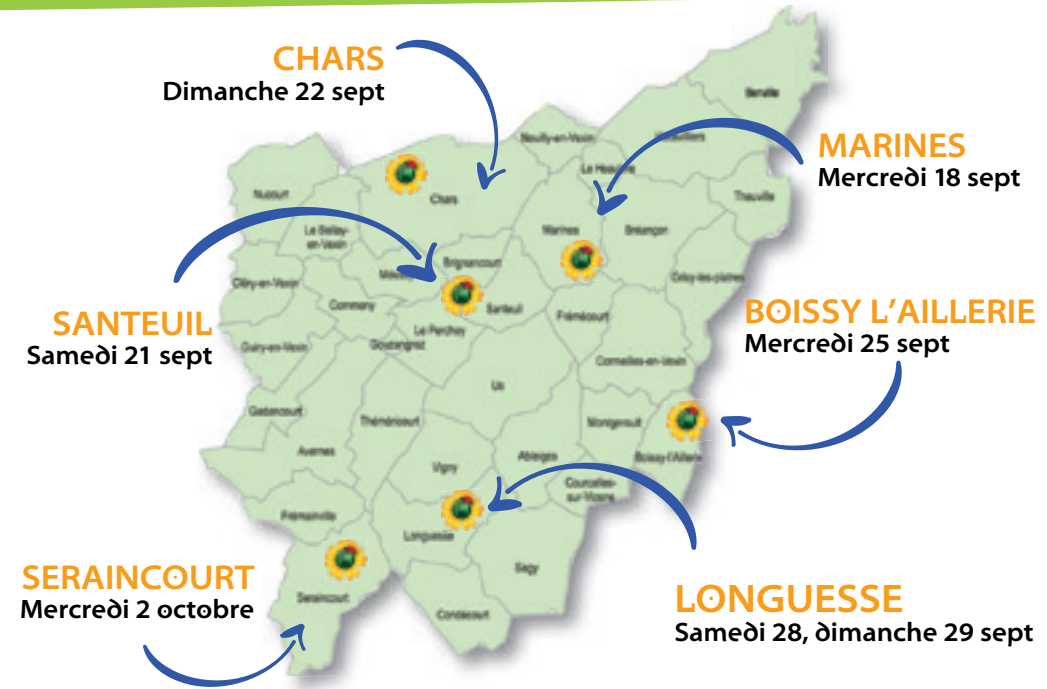 CHARS
Dimanche 22 sept
MARINES
Mercredi 18 sept
SANTEUIL
Samedi 21 sept
BOISSY L'AILLERIE
Mercredi 25 sept
SERAINCOURT
Mercredi 2 octobre
LONGUESSE
Samedi 28, dimanche 29 sept
Berville
Neuilly-en-Vexin
Le Heaulme
Theuville
Nucourt
Chars
Le Bellay-
en-Vexin
Marines
Bréançon
Brignancourt
Cléry-en-Vexin
Commeny
Santeuil
Frémécourt
Le Perchay
Gouzangrez
Guiry-en-Vexin
Cormeilles-en-Vexin
Us
Gadancourt
Théméricourt
Montgeroult
Avernes
Vigny
Ableiges
Boissy-l'Aillerie
Courcelles-
sur-Viosne
Frémainville
Longuesse
Sagy
Seraincourt
Condécourt